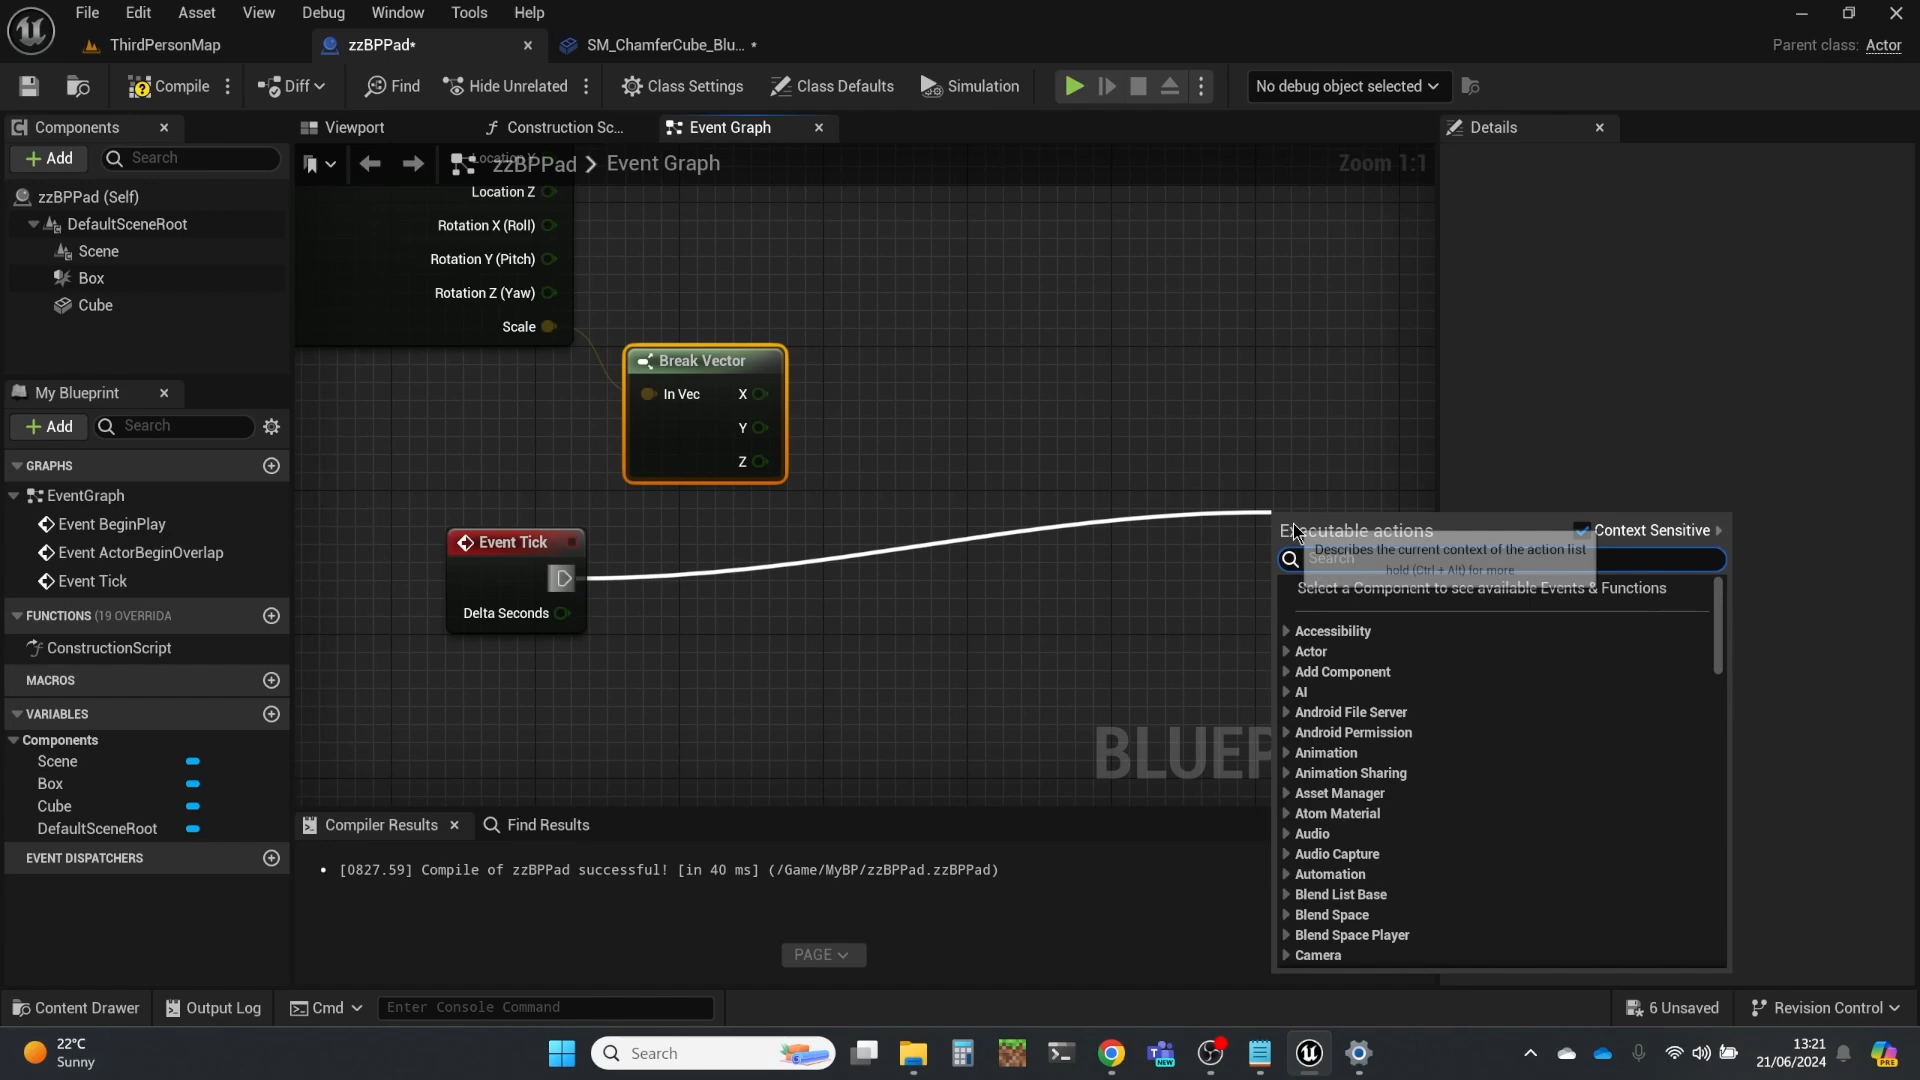 File Edit Asset View Debug Window Tools Help
ThirdPersonMap
zzBPPad*
SM_ChamferCube_Blu... *
Parent class: Actor
Compile
Diff
Find
Hide Unrelated
Class Settings
Class Defaults
Simulation
No debug object selected
Components
Viewport
Construction Sc...
Event Graph
Details
Add
Search
zzBPPad > Event Graph
Zoom 1:1
Location Y
Location Z
Rotation X (Roll)
Rotation Y (Pitch)
Rotation Z (Yaw)
Scale
zzBPPad (Self)
DefaultSceneRoot
Scene
Box
Cube
Break Vector
In Vec
X
Y
Z
My Blueprint
Add
Search
GRAPHS
EventGraph
Event BeginPlay
Event ActorBeginOverlap
Event Tick
FUNCTIONS (19 OVERRIDA
ConstructionScript
MACROS
VARIABLES
Components
Scene
Box
Cube
DefaultSceneRoot
EVENT DISPATCHERS
Event Tick
Delta Seconds
BLUEP
Executable actions
Context Sensitive
Describes the current context of the action list
hold (Ctrl + Alt) for more
Search
Select a Component to see available Events & Functions
Accessibility
Actor
Add Component
AI
Android File Server
Android Permission
Animation
Animation Sharing
Asset Manager
Atom Material
Audio
Audio Capture
Automation
Blend List Base
Blend Space
Blend Space Player
Camera
Compiler Results
Find Results
• [0827.59] Compile of zzBPPad successful! [in 40 ms] (/Game/MyBP/zzBPPad.zzBPPad)
PAGE
Content Drawer
Output Log
Cmd
Enter Console Command
6 Unsaved
Revision Control
22°C
Sunny
Search
NEW
13:21
21/06/2024
PRE